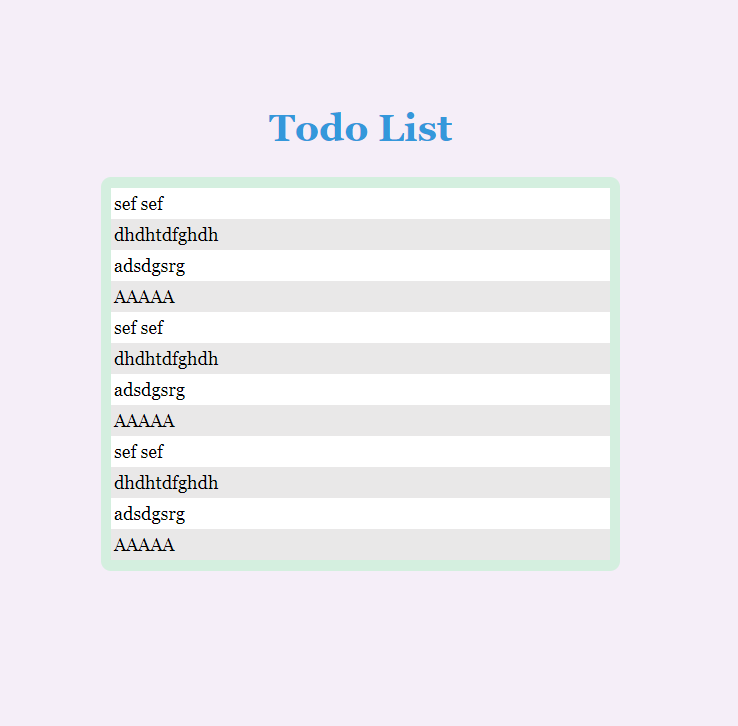 Todo List
sef sef
dhdhtdfghdh
adsdgsrg
AAAAA
sef sef
dhdhtdfghdh
adsdgsrg
AAAAA
sef sef
dhdhtdfghdh
adsdgsrg
AAAAA